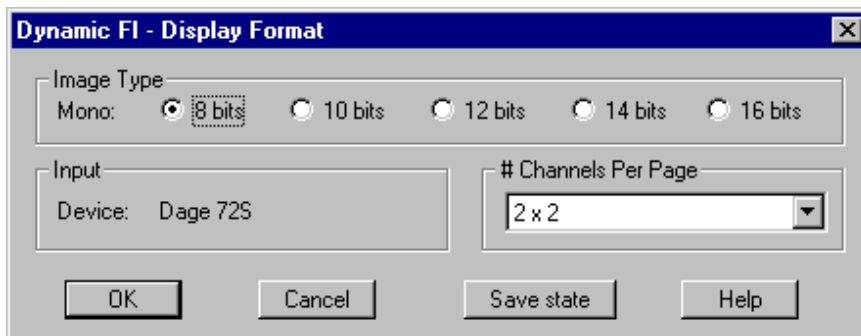 Dynamic FI - Display Format
Image Type
Mono: 8 bits 10 bits 12 bits 14 bits 16 bits
Input
Device: Dage 72S
# Channels Per Page
2 x 2
OK Cancel Save state Help